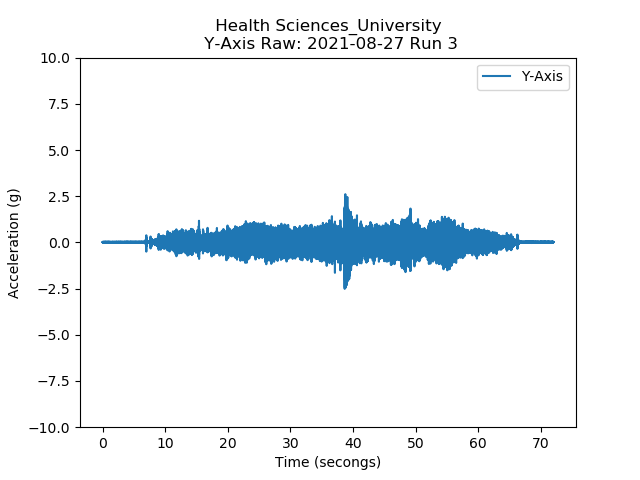 Health Sciences_University
Y-Axis Raw: 2021-08-27 Run 3
Y-Axis
10.0
7.5
5.0
2.5
0.0
−2.5
−5.0
−7.5
−10.0
Acceleration (g)
0 10 20 30 40 50 60 70
Time (secongs)